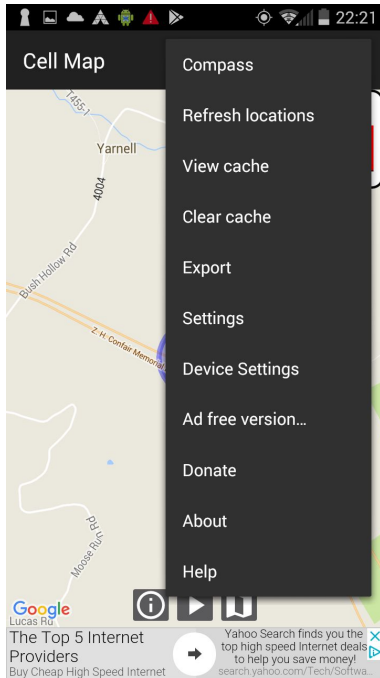 22:21
Cell Map
Compass
Refresh locations
View cache
Clear cache
Export
Settings
Device Settings
Ad free version...
Donate
About
Help
T455-1
Yarnell
4004
Bush Hollow Rd
Z. H. Confair Memorial
Moose Run Rd
Google
Lucas Ru
The Top 5 Internet
Providers
Buy Cheap High Speed Internet
Yahoo Search finds you the
top high speed Internet deals
to help you save money!
search.yahoo.com/Tech/Softwa...